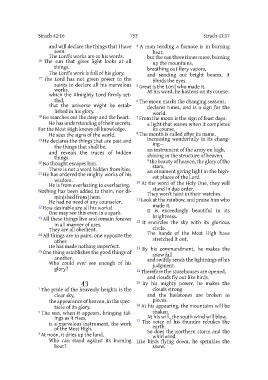 Sirach 42:16 753 Sirach 43:17
and will declare the things that I have
seen.
The Lord's works are in his words.
16 The sun that gives light looks at all
things.
The Lord's work is full of his glory.
17 The Lord has not given power to the
saints to declare all his marvelous
works,
which the Almighty Lord firmly set-
tled,
that the universe might be estab-
lished in his glory.
18 He searches out the deep and the heart.
He has understanding of their secrets.
For the Most High knows all knowledge.
He sees the signs of the world.
19 He declares the things that are past and
the things that shall be,
and reveals the traces of hidden
things.
20 No thought escapes him.
There is not a word hidden from him.
21 He has ordered the mighty works of his
wisdom.
He is from everlasting to everlasting.
Nothing has been added to them, nor di-
minished from them.
He had no need of any counselor.
22 How desirable are all his works!
One may see this even in a spark.
23 All these things live and remain forever
in all manner of uses.
They are all obedient.
24 All things are in pairs, one opposite the
other.
He has made nothing imperfect.
25 One thing establishes the good things of
another.
Who could ever see enough of his
glory?
43
1 The pride of the heavenly heights is the
clear sky,
the appearance of heaven, in the spec-
tacle of its glory.
2 The sun, when it appears, bringing tid-
ings as it rises,
is a marvelous instrument, the work
of the Most High.
3 At noon, it dries up the land.
Who can stand against its burning
heat?
4 A man tending a furnace is in burning
heat,
but the sun three times more, burning
up the mountains,
breathing out fiery vapors,
and sending out bright beams, it
blinds the eyes.
5 Great is the Lord who made it.
At his word, he hastens on its course.
6 The moon marks the changing seasons,
declares times, and is a sign for the
world.
7 From the moon is the sign of feast days,
a light that wanes when it completes
its course.
8 The month is called after its name,
increasing wonderfully in its chang-
ing—
an instrument of the army on high,
shining in the structure of heaven,
9 the beauty of heaven, the glory of the
stars,
an ornament giving light in the high-
est places of the Lord.
10 At the word of the Holy One, they will
stand in due order.
They won't faint in their watches.
11 Look at the rainbow, and praise him who
made it.
It is exceedingly beautiful in its
brightness.
12 It encircles the sky with its glorious
circle.
The hands of the Most High have
stretched it out.
13 By his commandment, he makes the
snow fall
and swiftly sends the lightnings of his
judgment.
14 Therefore the storehouses are opened,
and clouds fly out like birds.
15 By his mighty power, he makes the
clouds strong
and the hailstones are broken in
pieces.
16 At his appearing, the mountains will be
shaken.
At his will, the south wind will blow.
17 The voice of his thunder rebukes the
earth.
So does the northern storm and the
whirlwind.
Like birds flying down, he sprinkles the
snow.